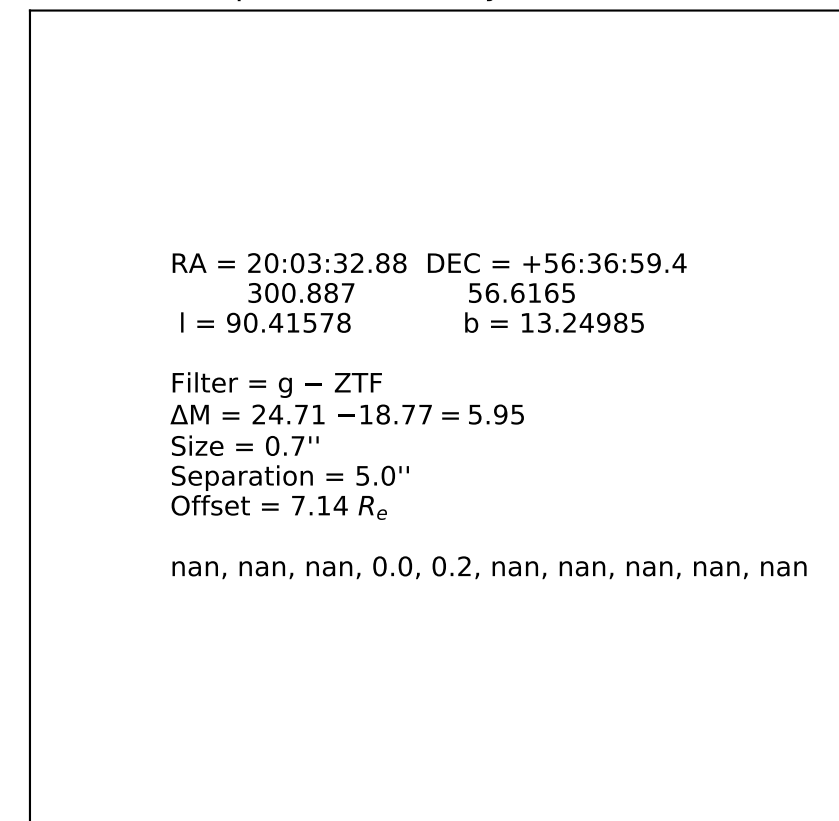 RA = 20:03:32.88 DEC = +56:36:59.4
300.887 56.6165
l = 90.41578 b = 13.24985
Filter = g − ZTF
ΔM = 24.71 −18.77 = 5.95
Size = 0.7''
Separation = 5.0''
Offset = 7.14 Re
nan, nan, nan, 0.0, 0.2, nan, nan, nan, nan, nan